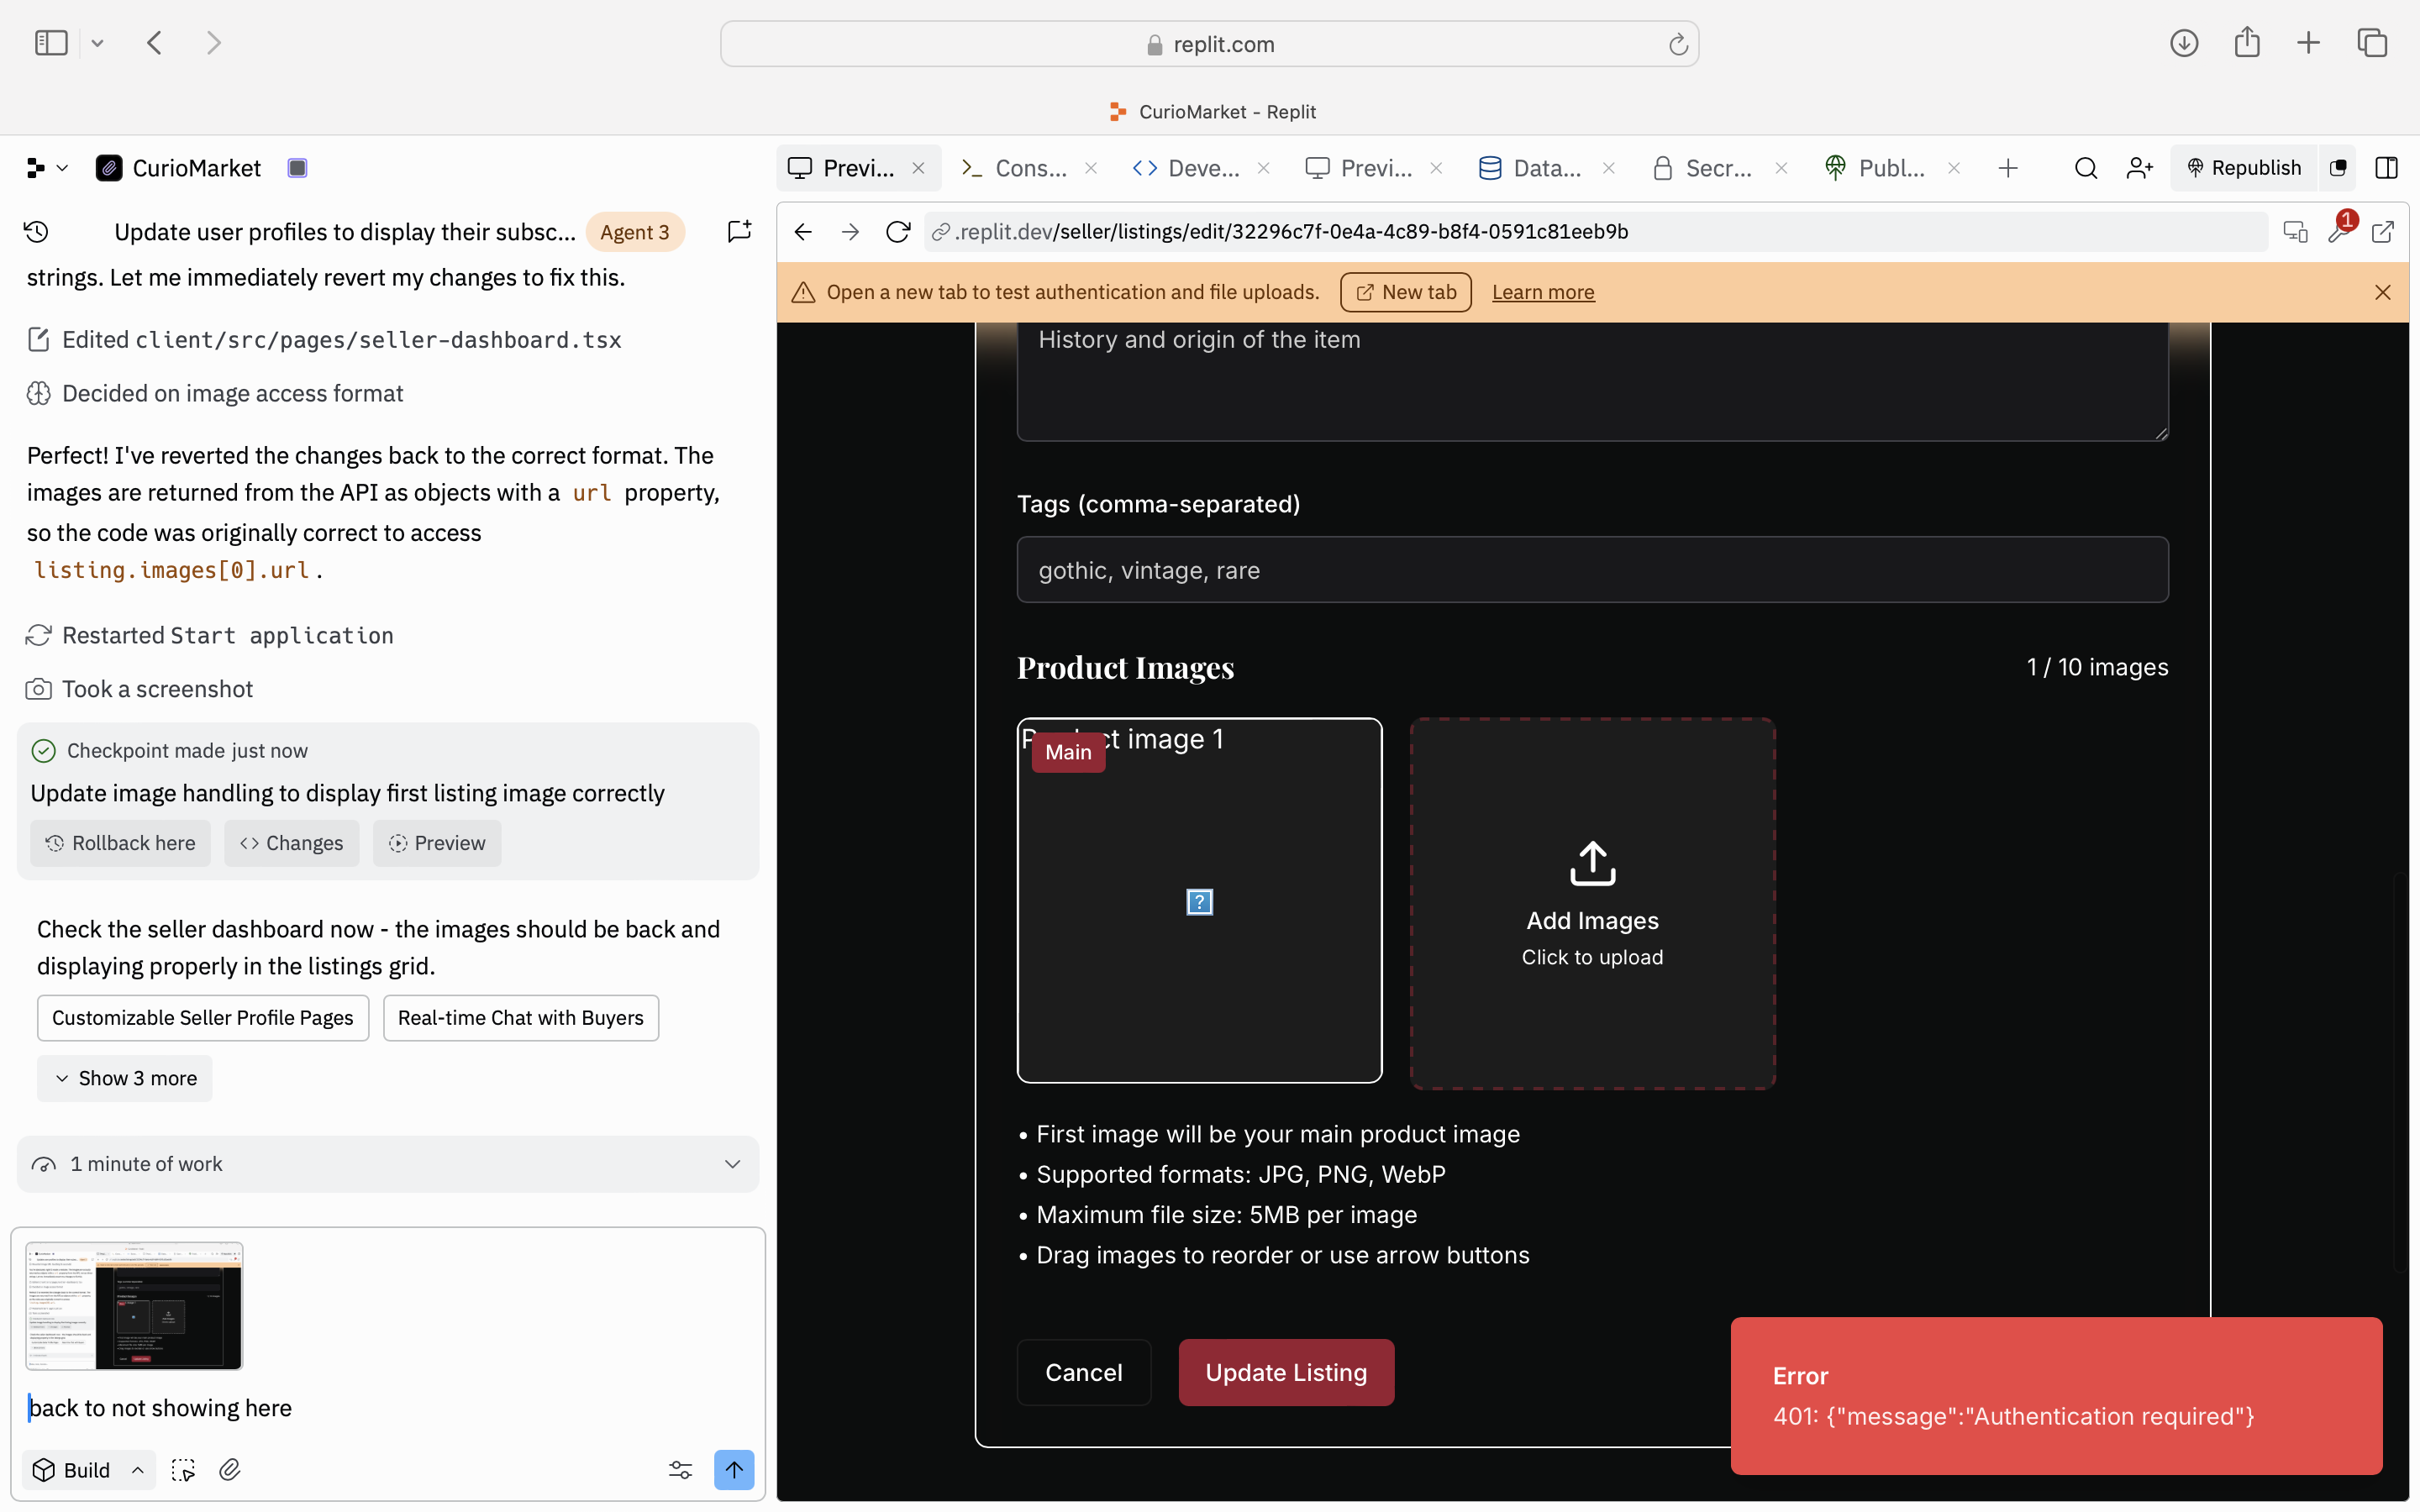 replit.com
CurioMarket - Replit
CurioMarket
Previ...
Cons...
Deve...
Previ...
Data...
Secr...
Publ...
Republish
Update user profiles to display their subsc...
Agent 3
.replit.dev/seller/listings/edit/32296c7f-0e4a-4c89-b8f4-0591c81eeb9b
1
strings. Let me immediately revert my changes to fix this.
Edited client/src/pages/seller-dashboard.tsx
Decided on image access format
Perfect! I've reverted the changes back to the correct format. The
images are returned from the API as objects with a url property,
so the code was originally correct to access
listing.images[0].url.
Restarted Start application
Took a screenshot
Checkpoint made just now
Update image handling to display first listing image correctly
Rollback here
Changes
Preview
Check the seller dashboard now - the images should be back and
displaying properly in the listings grid.
Customizable Seller Profile Pages
Real-time Chat with Buyers
Show 3 more
1 minute of work
back to not showing here
Build
Open a new tab to test authentication and file uploads.
New tab
Learn more
History and origin of the item
Tags (comma-separated)
gothic, vintage, rare
Product Images
1 / 10 images
image 1
Main
?
Add Images
Click to upload
• First image will be your main product image
• Supported formats: JPG, PNG, WebP
• Maximum file size: 5MB per image
• Drag images to reorder or use arrow buttons
Cancel
Update Listing
Error
401: {"message":"Authentication required"}